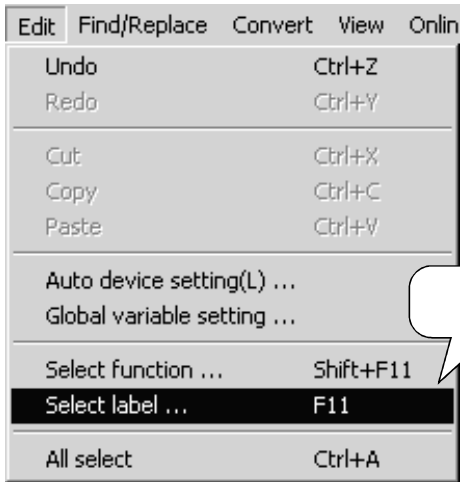 Edit Find/Replace Convert View Onlin
Undo Ctrl+Z
Redo Ctrl+Y
Cut Ctrl+X
Copy Ctrl+C
Paste Ctrl+V
Auto device setting(L) ...
Global variable setting ...
Select function ... Shift+F11
Select label ... F11
All select Ctrl+A